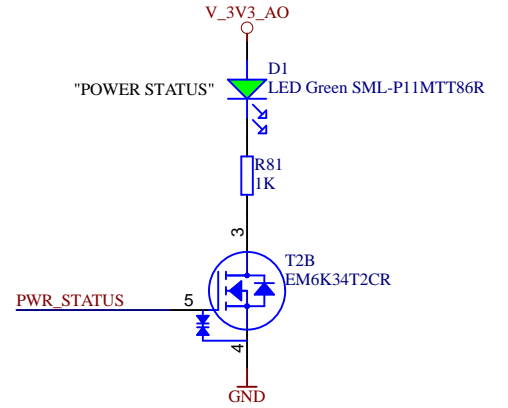 V_3V3_AO
D1
"POWER STATUS"
LED Green SML-P11MTT86R
R81
1K
3
T2B
EM6K34T2CR
PWR_STATUS
5
4
GND